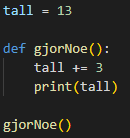 tall = 13

def gjorNoe():
    tall += 3
    print(tall)

gjorNoe()